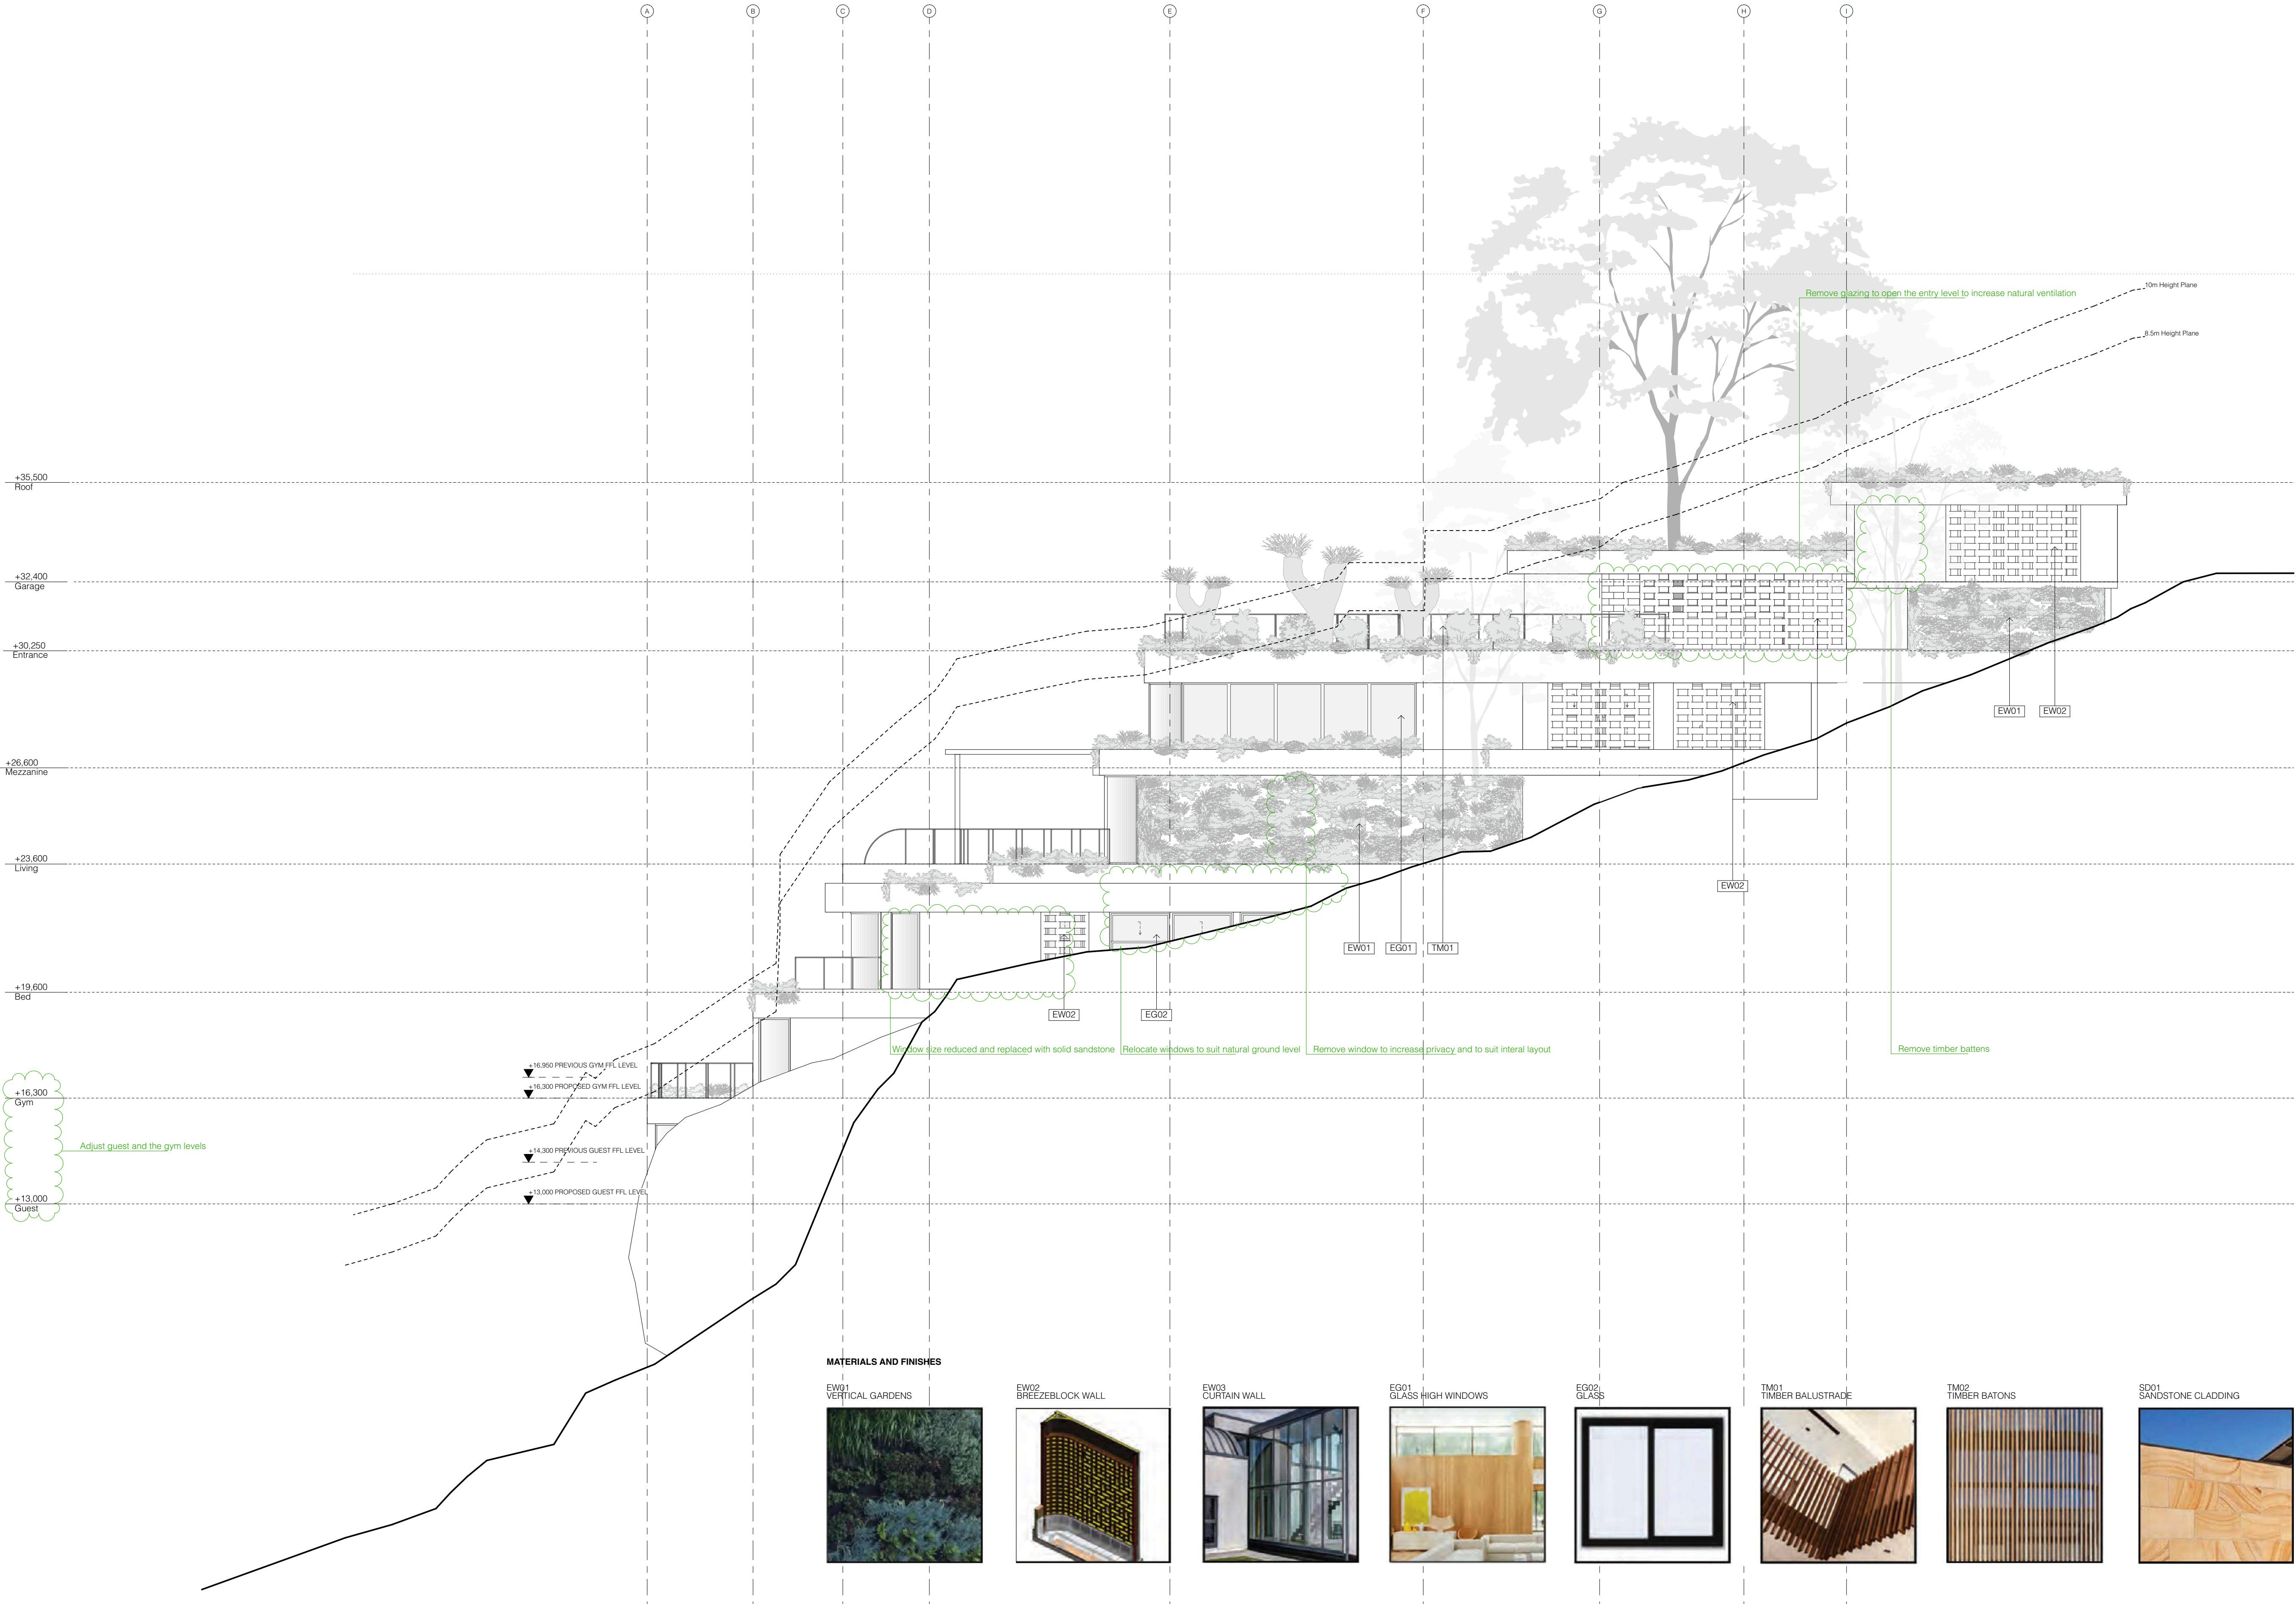 A
B
C
D
E
F
G
H
I
10m Height Plane
Remove glazing to open the entry level to increase natural ventilation
8.5m Height Plane
+35,500
Roof
+32,400
Garage
+30,250
Entrance
EW01
EW02
+26,600
Mezzanine
+23,600
Living
EW02
EW01
EG01
TM01
+19,600
Bed
EW02
EG02
Window size reduced and replaced with solid sandstone
Relocate windows to suit natural ground level
Remove window to increase privacy and to suit interal layout
Remove timber battens
+16,950 PREVIOUS GYM FFL LEVEL
+16,300 PROPOSED GYM FFL LEVEL
+16,300
Gym
Adjust guest and the gym levels
+14,300 PREVIOUS GUEST FFL LEVEL
+13,000 PROPOSED GUEST FFL LEVEL
+13,000
Guest
MATERIALS AND FINISHES
EW01
VERTICAL GARDENS
EW02
BREEZEBLOCK WALL
EW03
CURTAIN WALL
EG01
GLASS HIGH WINDOWS
EG02
GLASS
TM01
TIMBER BALUSTRADE
TM02
TIMBER BATONS
SD01
SANDSTONE CLADDING